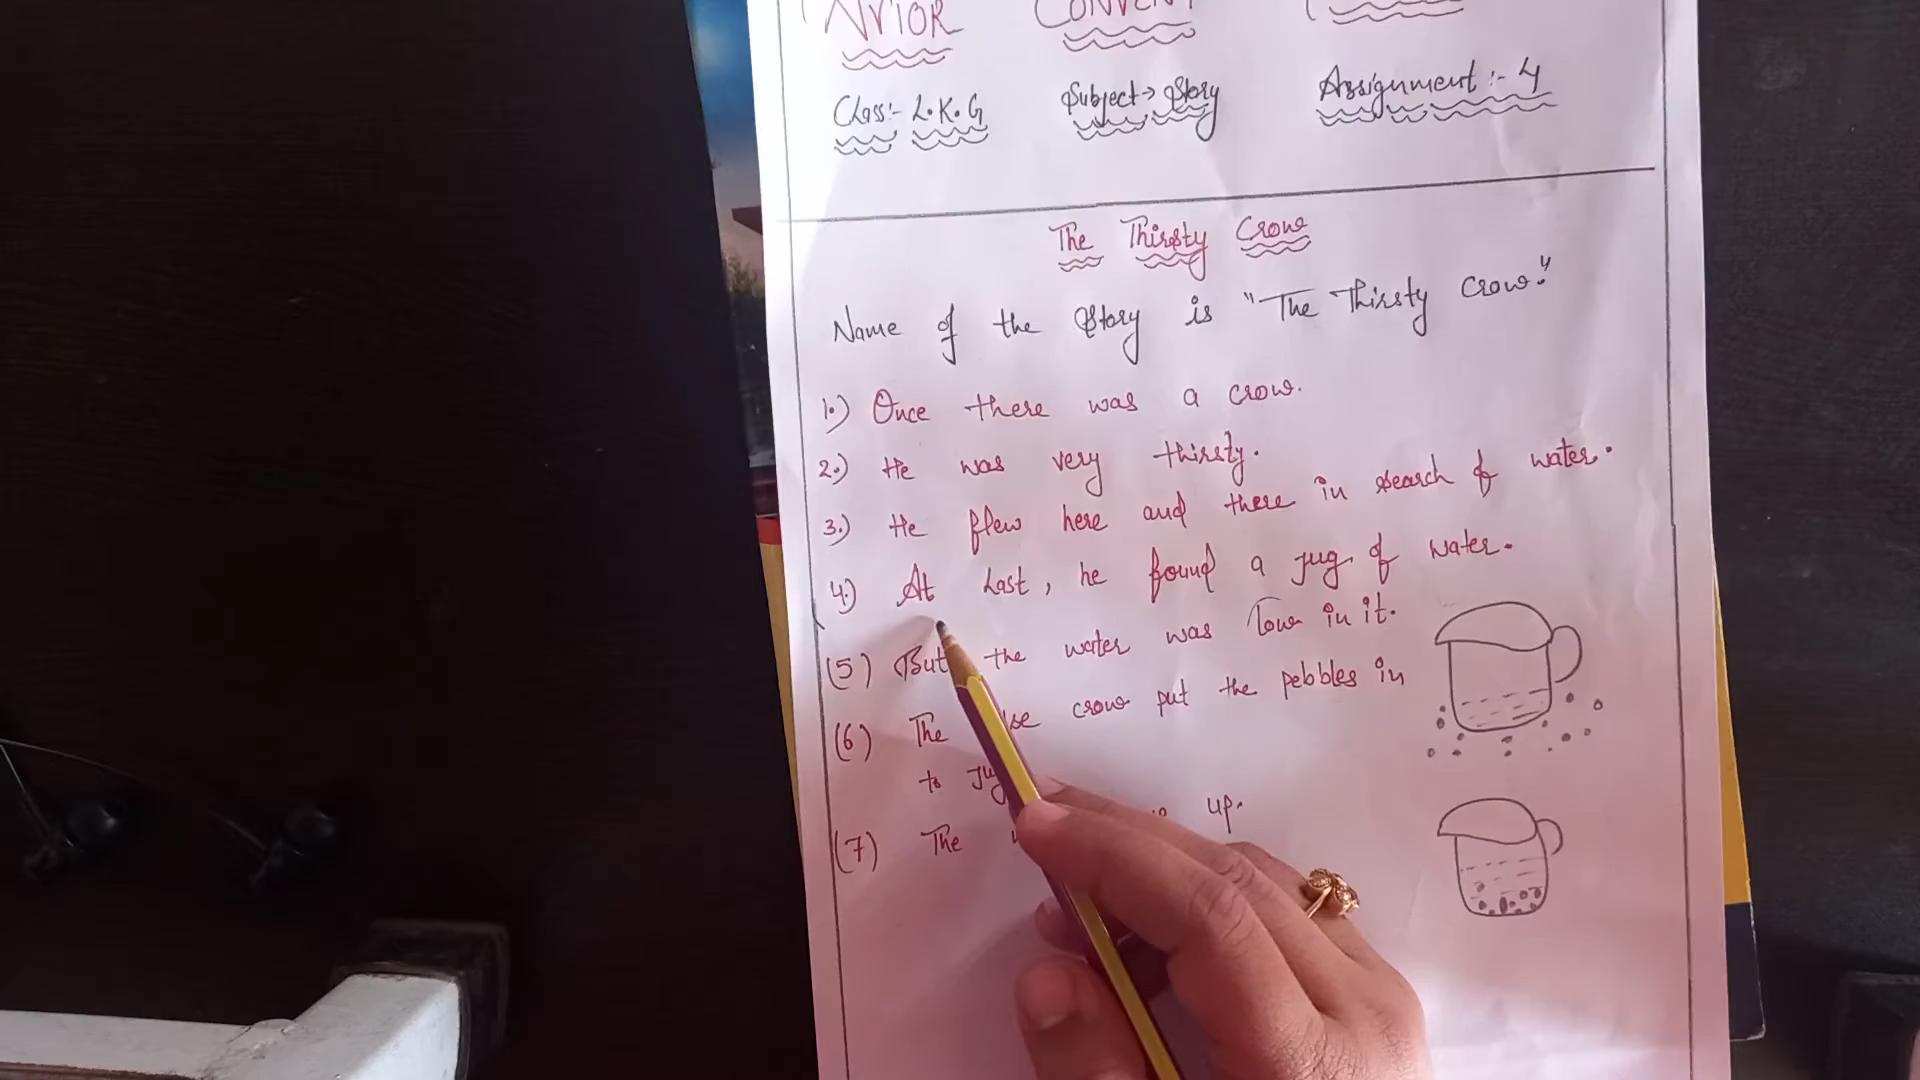 CONVENT
Class:- L.K.G Subject→ Story Assignment:- 4
The Thirsty Crow
Name of the Story is "The Thirsty Crow."
1.) Once there was a crow.
2.) He was very thirsty.
3.) He flew here and there in search of water.
4.) At Last, he found a jug of water.
(5) But the water was low in it.
(6) The crow put the pebbles in
to
(7) The up.